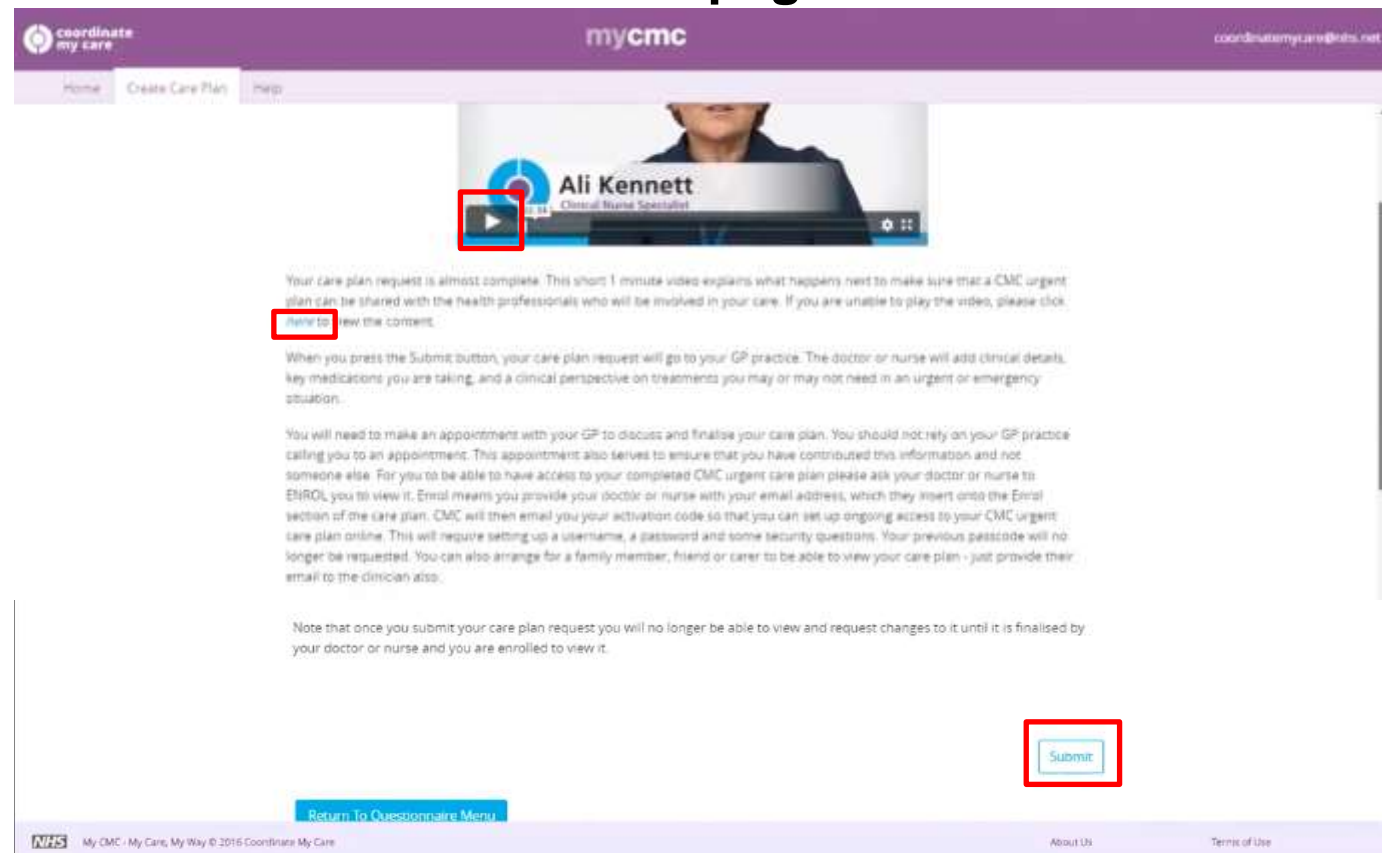 coordinate
my care
mycmc
coordinatemycare@nhs.net
Home Create Care Plan Help
Ali Kennett
Clinical Nurse Specialist
Your care plan request is almost complete. This short 1 minute video explains what happens next to make sure that a CMC urgent
plan can be shared with the health professionals who will be involved in your care. If you are unable to play the video, please click
here to view the content.
When you press the Submit button, your care plan request will go to your GP practice. The doctor or nurse will add clinical details,
key medications you are taking, and a clinical perspective on treatments you may or may not need in an urgent or emergency
situation.
You will need to make an appointment with your GP to discuss and finalise your care plan. You should not rely on your GP practice
calling you to an appointment. This appointment also serves to ensure that you have contributed this information and not
someone else. For you to be able to have access to your completed CMC urgent care plan please ask your doctor or nurse to
ENROL you to view it. Enrol means you provide your doctor or nurse with your email address, which they insert onto the Enrol
section of the care plan. CMC will then email you your activation code so that you can set up ongoing access to your CMC urgent
care plan online. This will require setting up a username, a password and some security questions. Your previous passcode will no
longer be requested. You can also arrange for a family member, friend or carer to be able to view your care plan - just provide their
email to the clinician also.
Note that once you submit your care plan request you will no longer be able to view and request changes to it until it is finalised by
your doctor or nurse and you are enrolled to view it.
Submit
Return To Questionnaire Menu
NHS My CMC - My Care, My Way © 2016 Coordinate My Care About Us Terms of Use